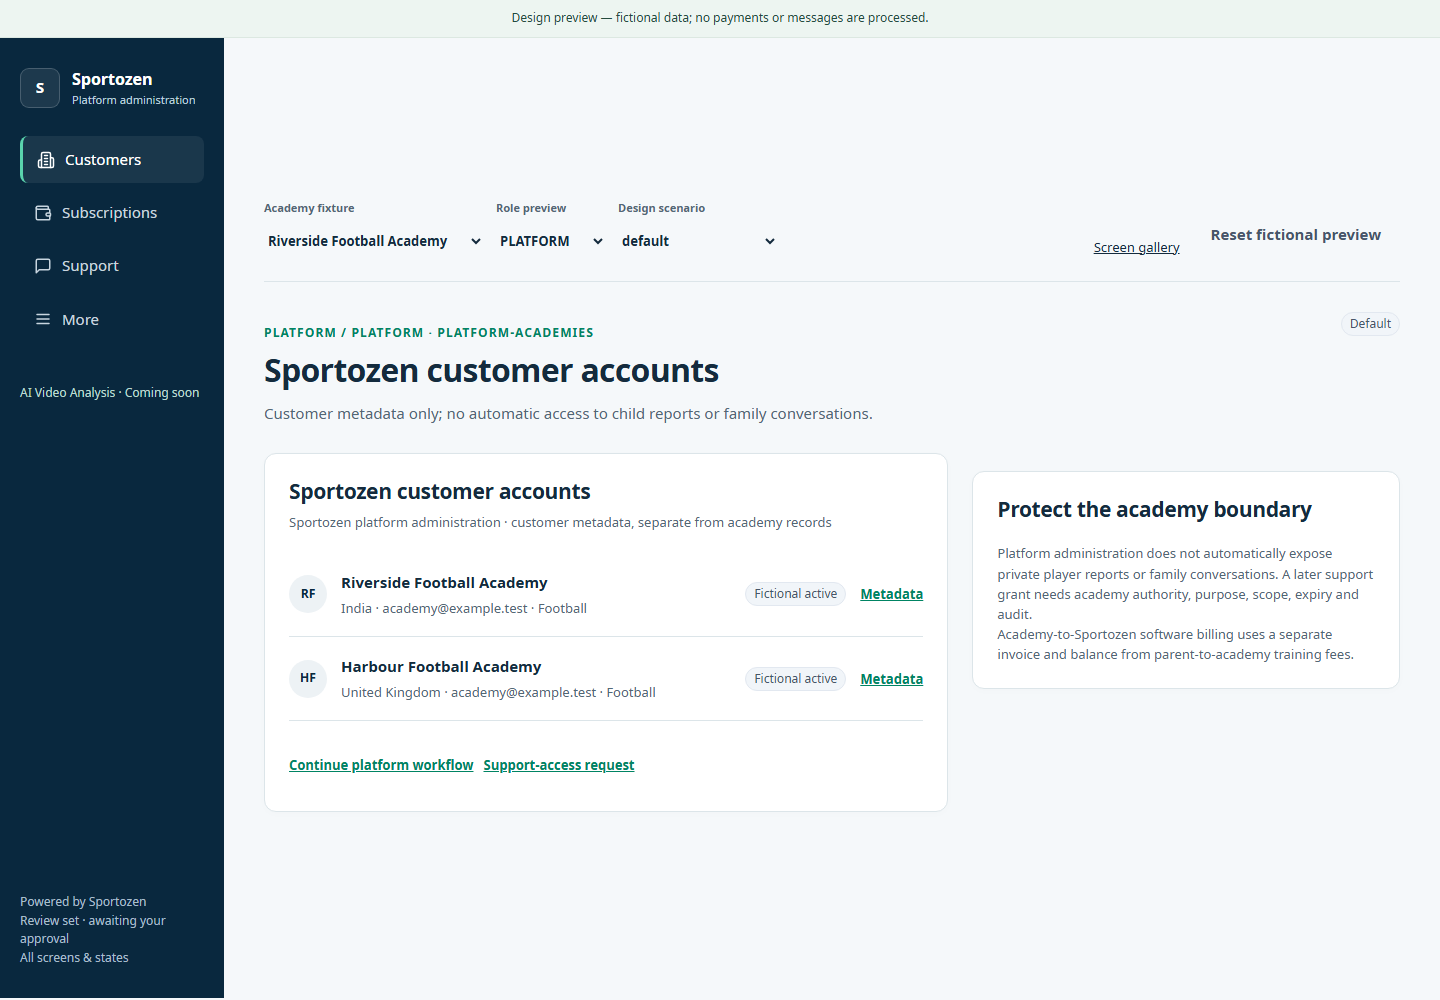 Design preview — fictional data; no payments or messages are processed.
S
Sportozen
Platform administration
Customers
Subscriptions
Support
More
AI Video Analysis · Coming soon
Powered by Sportozen
Review set · awaiting your
approval
All screens & states
Academy fixture
Riverside Football Academy
Role preview
PLATFORM
Design scenario
default
Screen gallery
Reset fictional preview
PLATFORM / PLATFORM · PLATFORM-ACADEMIES
Default
Sportozen customer accounts
Customer metadata only; no automatic access to child reports or family conversations.
Sportozen customer accounts
Sportozen platform administration · customer metadata, separate from academy records
RF
Riverside Football Academy
India · academy@example.test · Football
Fictional active
Metadata
HF
Harbour Football Academy
United Kingdom · academy@example.test · Football
Fictional active
Metadata
Continue platform workflow
Support-access request
Protect the academy boundary
Platform administration does not automatically expose
private player reports or family conversations. A later support
grant needs academy authority, purpose, scope, expiry and
audit.
Academy-to-Sportozen software billing uses a separate
invoice and balance from parent-to-academy training fees.